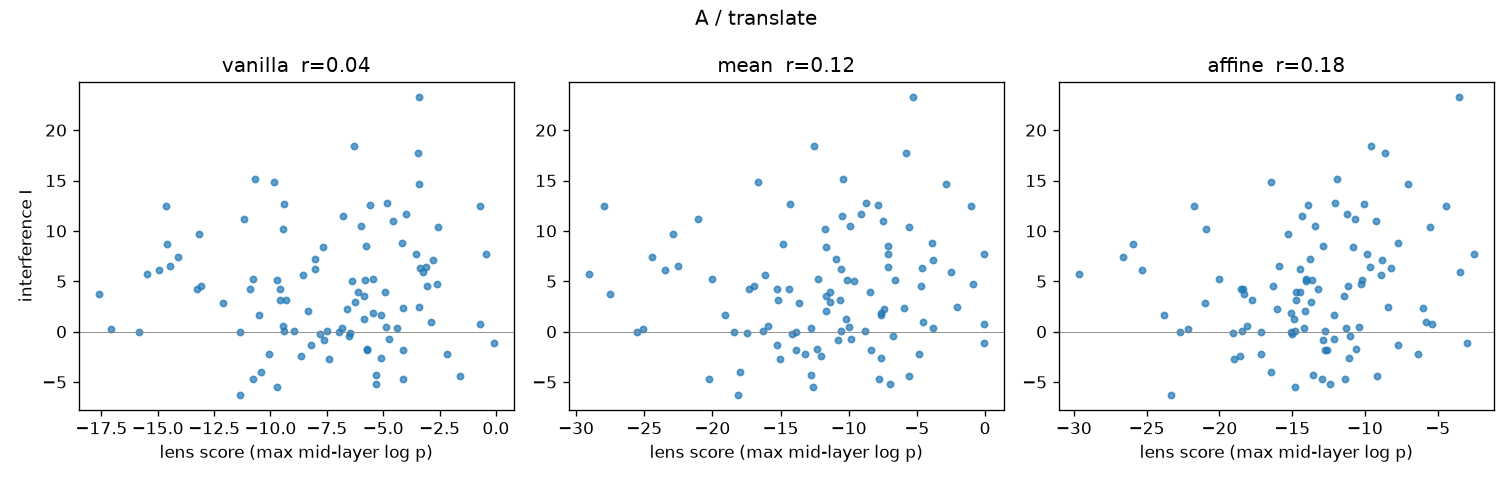 A / translate
vanilla  r=0.04
mean  r=0.12
affine  r=0.18
interference I
20
15
10
5
0
−5
−17.5 −15.0 −12.5 −10.0 −7.5 −5.0 −2.5 0.0
lens score (max mid-layer log p)
20
15
10
5
0
−5
−30 −25 −20 −15 −10 −5 0
lens score (max mid-layer log p)
20
15
10
5
0
−5
−30 −25 −20 −15 −10 −5
lens score (max mid-layer log p)